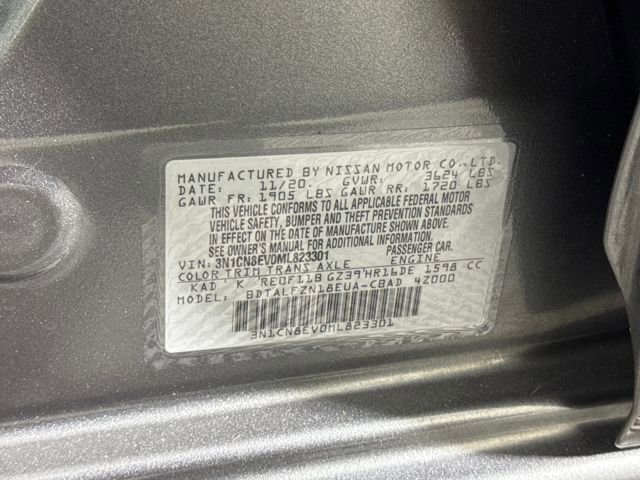 MANUFACTURED BY NISSAN MOTOR CO., LTD.
DATE: 11/20 GVWR: 3624 LBS
GAWR FR: 1905 LBS GAWR RR: 1720 LBS
THIS VEHICLE CONFORMS TO ALL APPLICABLE FEDERAL MOTOR
VEHICLE SAFETY, BUMPER AND THEFT PREVENTION STANDARDS
IN EFFECT ON THE DATE OF MANUFACTURE SHOWN ABOVE.
SEE OWNER'S MANUAL FOR ADDITIONAL INFORMATION
VIN: 3N1CN8EV0ML823301 PASSENGER CAR.
COLOR TRIM TRANS AXLE ENGINE
KAD K RE0F11B GZ39 HR16DE 1598 CC
BDTALFZN18EUA-CBAD 4Z000
3N1CN8EV0ML823301